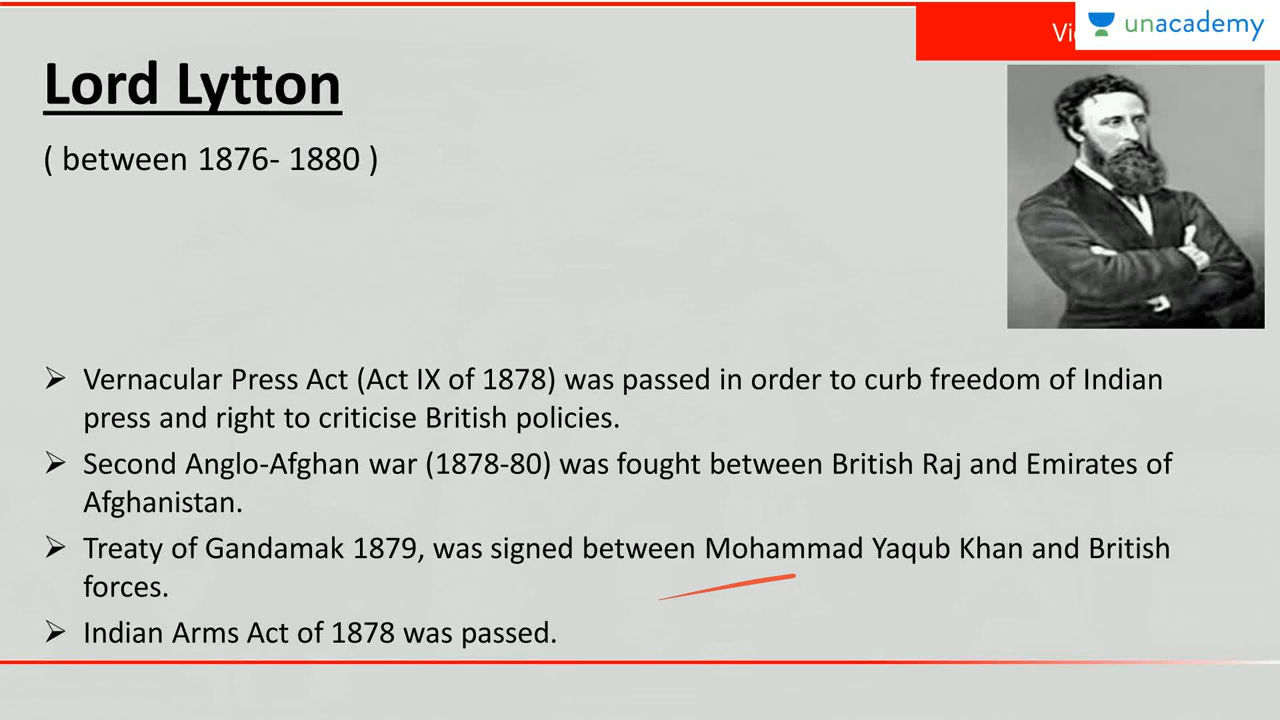 unacademy
Lord Lytton
( between 1876- 1880 )
➢ Vernacular Press Act (Act IX of 1878) was passed in order to curb freedom of Indian
press and right to criticise British policies.
➢ Second Anglo-Afghan war (1878-80) was fought between British Raj and Emirates of
Afghanistan.
➢ Treaty of Gandamak 1879, was signed between Mohammad Yaqub Khan and British
forces.
➢ Indian Arms Act of 1878 was passed.